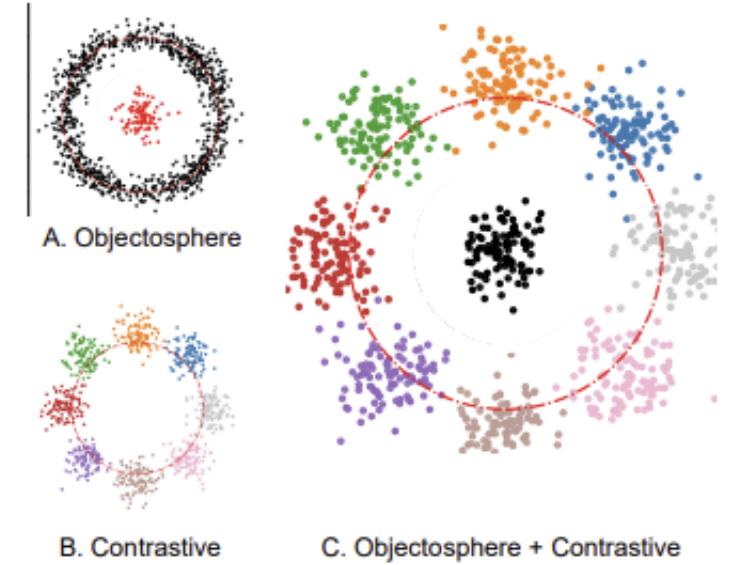 A. Objectosphere
B. Contrastive
C. Objectosphere + Contrastive